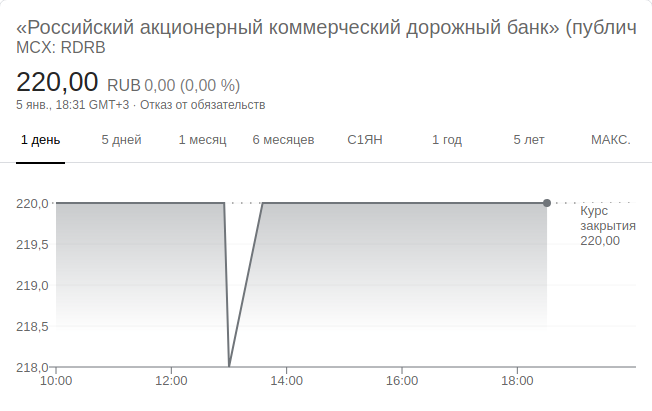 «Российский акционерный коммерческий дорожный банк» (публич
MCX: RDRB
220,00 RUB 0,00 (0,00 %)
5 янв., 18:31 GMT+3 · Отказ от обязательств
1 день 5 дней 1 месяц 6 месяцев С1ЯН 1 год 5 лет МАКС.
220,0
Курс
закрытия
220,00
219,5
219,0
218,5
218,0
10:00 12:00 14:00 16:00 18:00